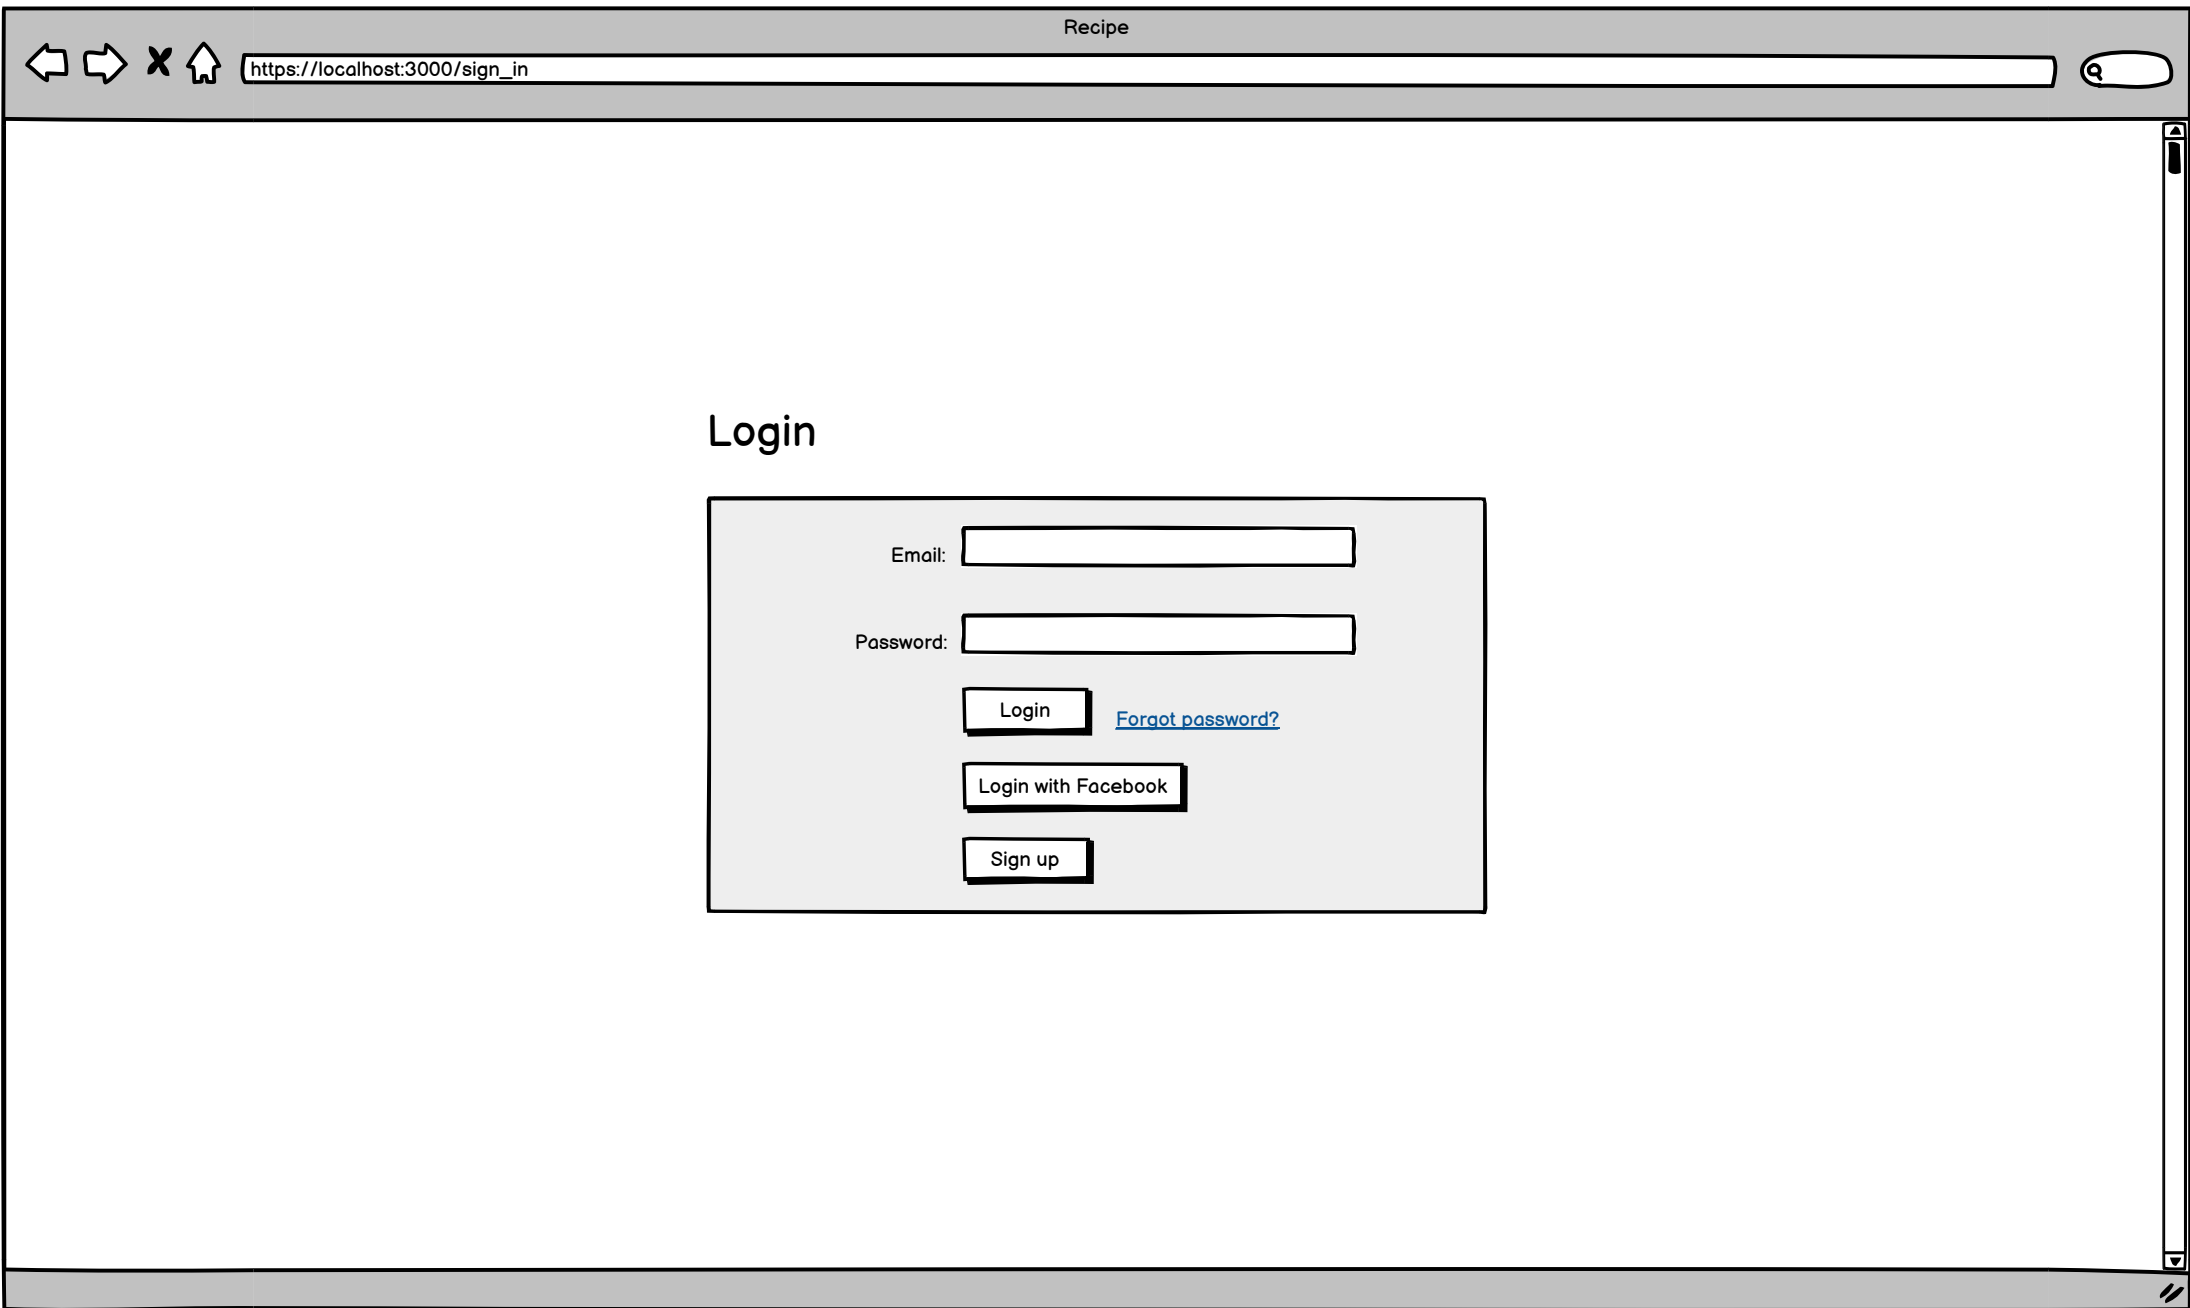 Recipe
https://localhost:3000/sign_in
Login
Email:
Password:
Login
Forgot password?
Login with Facebook
Sign up